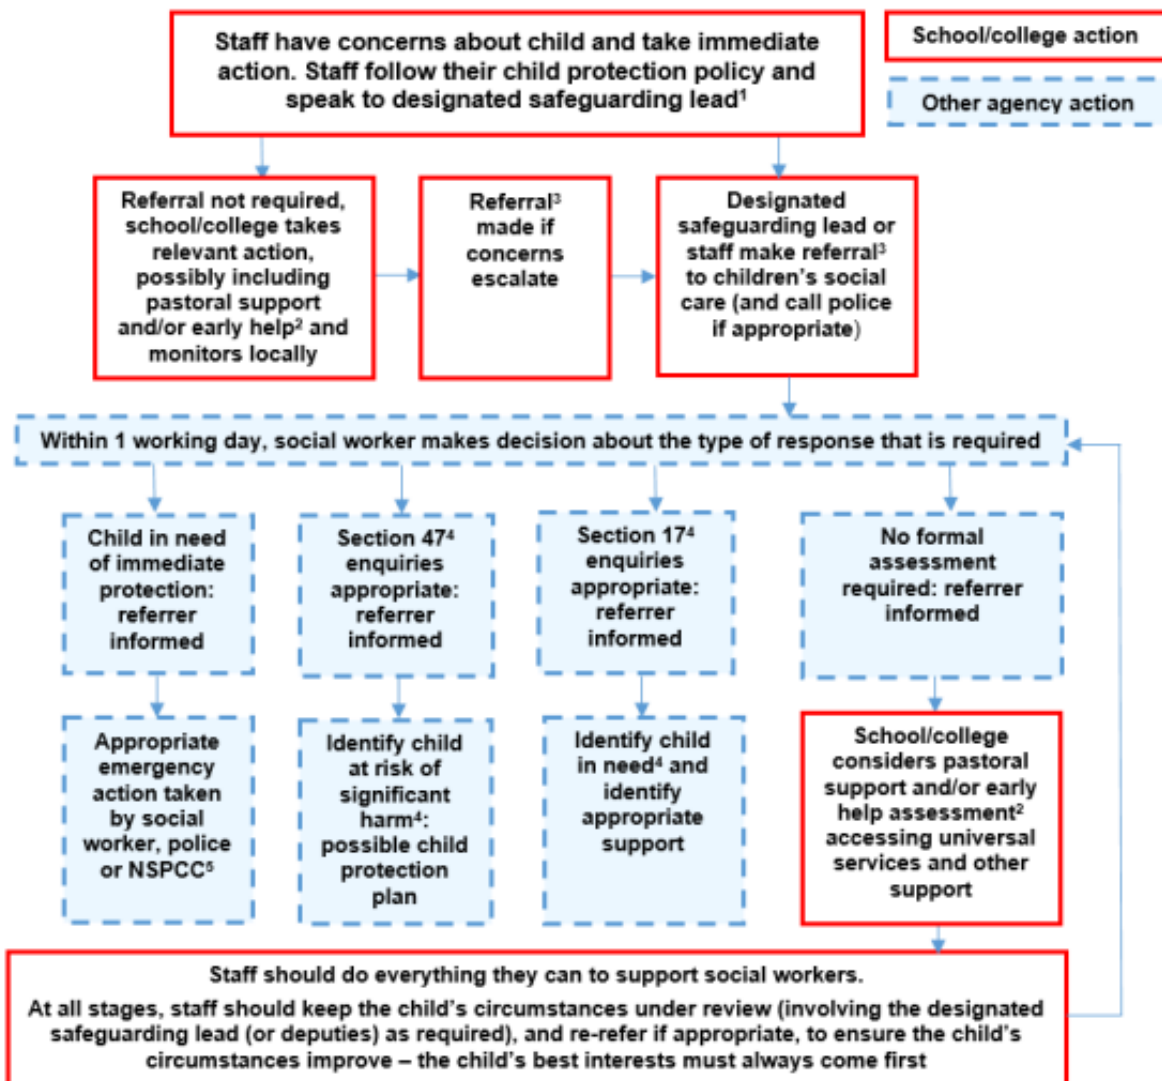 Staff have concerns about child and take immediate
action. Staff follow their child protection policy and
speak to designated safeguarding lead¹
School/college action
Other agency action
Referral not required,
school/college takes
relevant action,
possibly including
pastoral support
and/or early help² and
monitors locally
Referral³
made if
concerns
escalate
Designated
safeguarding lead or
staff make referral³
to children’s social
care (and call police
if appropriate)
Within 1 working day, social worker makes decision about the type of response that is required
Child in need
of immediate
protection:
referrer
informed
Section 47⁴
enquiries
appropriate:
referrer
informed
Section 17⁴
enquiries
appropriate:
referrer
informed
No formal
assessment
required: referrer
informed
Appropriate
emergency
action taken
by social
worker, police
or NSPCC⁵
Identify child
at risk of
significant
harm⁴:
possible child
protection
plan
Identify child
in need⁴ and
identify
appropriate
support
School/college
considers pastoral
support and/or early
help assessment²
accessing universal
services and other
support
Staff should do everything they can to support social workers.
At all stages, staff should keep the child’s circumstances under review (involving the designated
safeguarding lead (or deputies) as required), and re-refer if appropriate, to ensure the child’s
circumstances improve – the child’s best interests must always come first